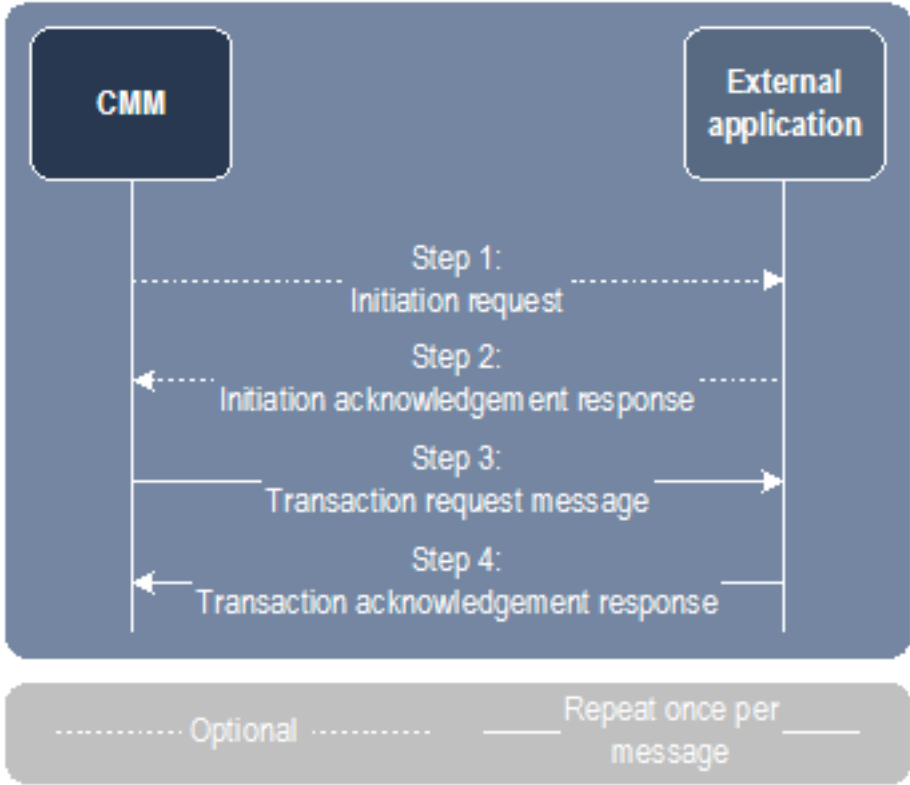 CMM
External
application
Step 1:
Initiation request
Step 2:
Initiation acknowledgement response
Step 3:
Transaction request message
Step 4:
Transaction acknowledgement response
Optional
Repeat once per
message